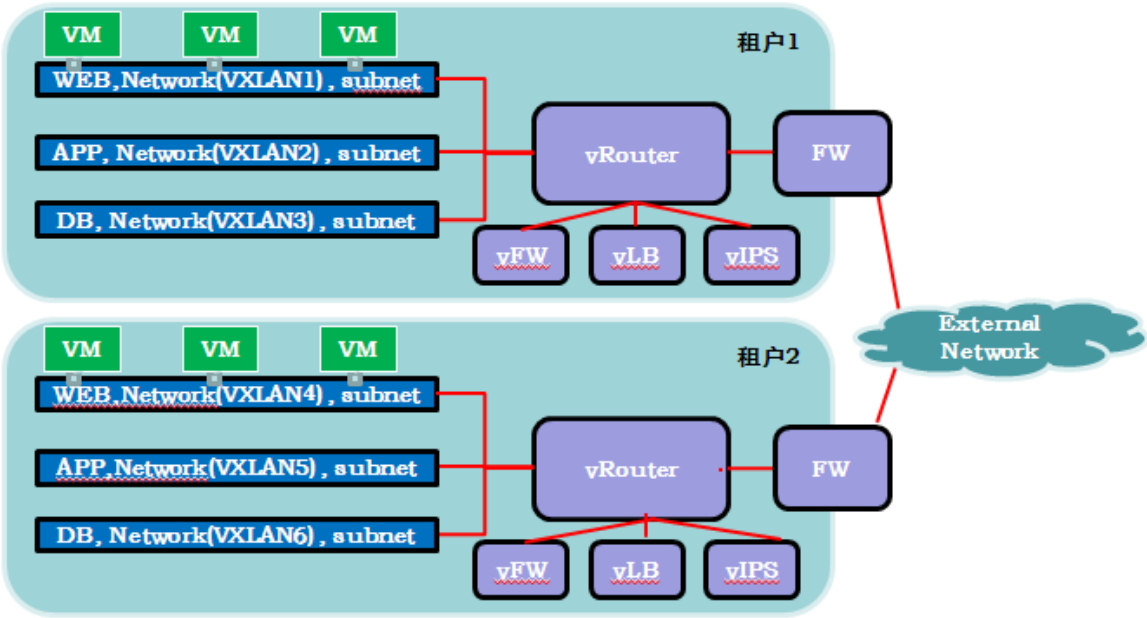 VM VM VM
租户1
WEB,Network(VXLAN1) , subnet
APP, Network(VXLAN2) , subnet
vRouter
FW
DB, Network(VXLAN3) , subnet
vFW
vLB
vIPS
External
Network
VM VM VM
租户2
WEB,Network(VXLAN4) , subnet
APP,Network(VXLAN5) , subnet
vRouter
FW
DB, Network(VXLAN6) , subnet
vFW
vLB
vIPS